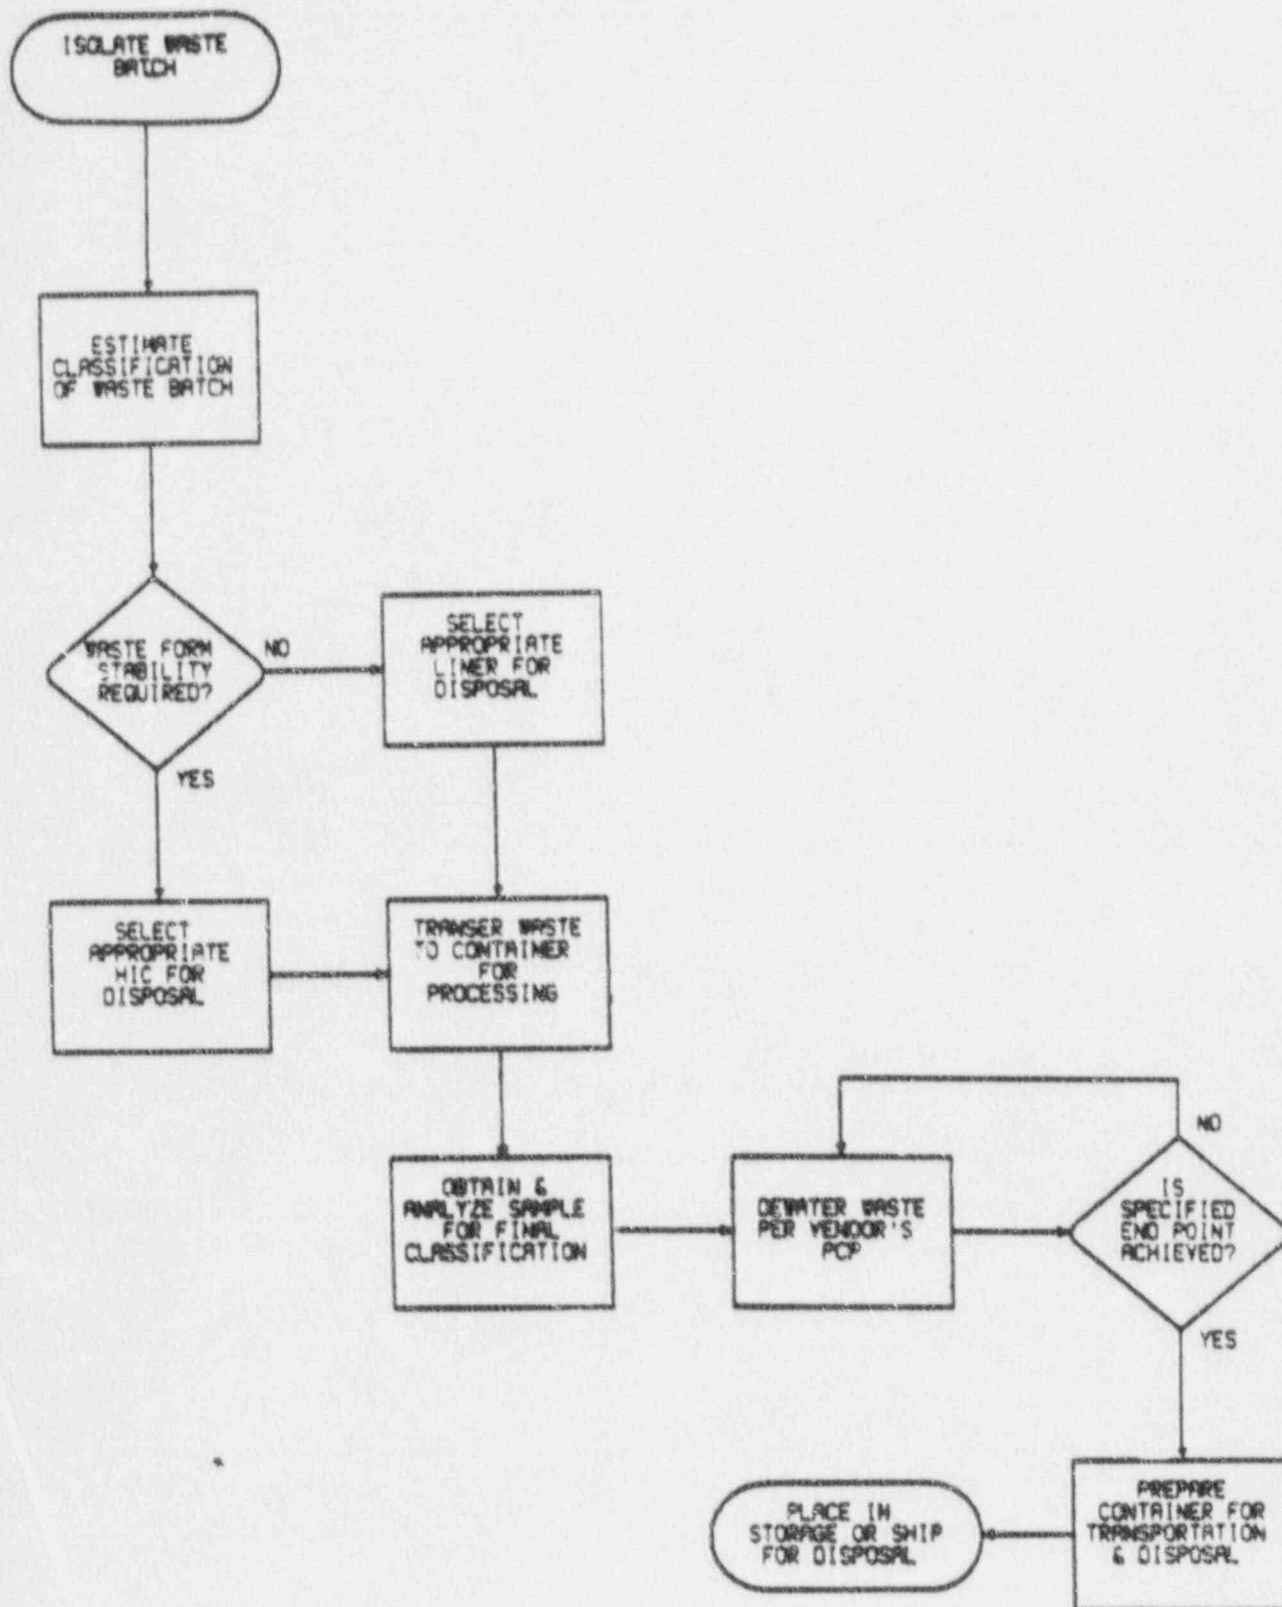 ISOLATE WASTE
BATCH
ESTIMATE
CLASSIFICATION
OF WASTE BATCH
WASTE FORM
STABILITY
REQUIRED?
NO
YES
SELECT
APPROPRIATE
LINER FOR
DISPOSAL
SELECT
APPROPRIATE
HIC FOR
DISPOSAL
TRANSER WASTE
TO CONTAINER
FOR
PROCESSING
OBTAIN &
ANALYZE SAMPLE
FOR FINAL
CLASSIFICATION
DEWATER WASTE
PER VENDOR'S
PCP
IS
SPECIFIED
END POINT
ACHIEVED?
NO
YES
PREPARE
CONTAINER FOR
TRANSPORTATION
& DISPOSAL
PLACE IN
STORAGE OR SHIP
FOR DISPOSAL